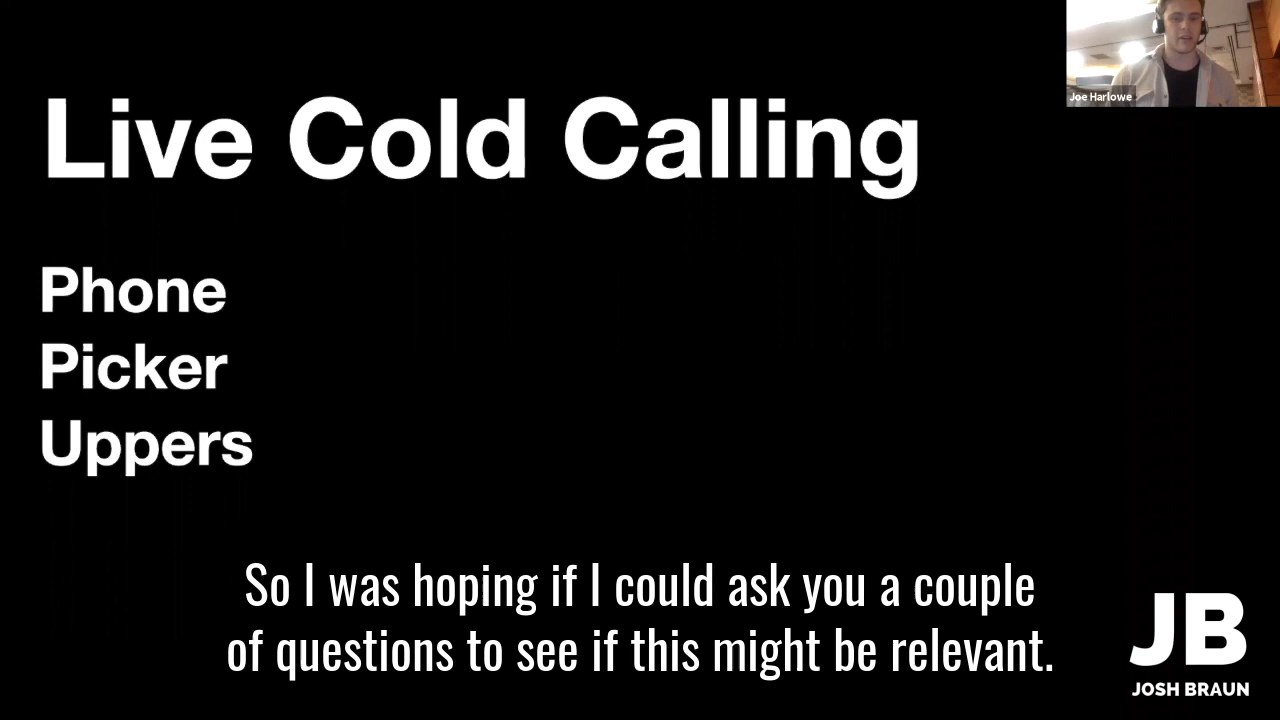 Joe Harlowe
Live Cold Calling
Phone
Picker
Uppers
So I was hoping if I could ask you a couple
of questions to see if this might be relevant.
JB
JOSH BRAUN